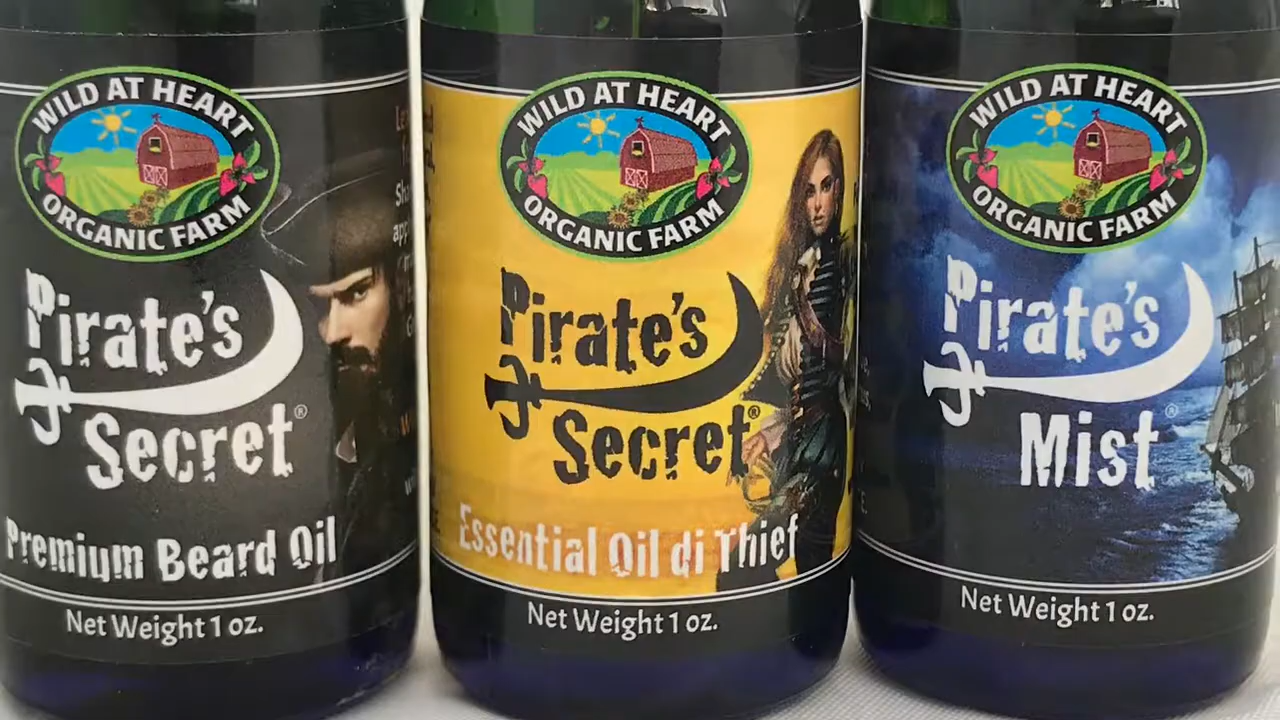 WILD AT HEART
ORGANIC FARM
Pirate's
Secret®
Premium Beard Oil
Net Weight 1 oz.
WILD AT HEART
ORGANIC FARM
Pirate's
Secret®
Essential Oil di Thief
Net Weight 1 oz.
WILD AT HEART
ORGANIC FARM
Pirate's
Mist®
Net Weight 1 oz.